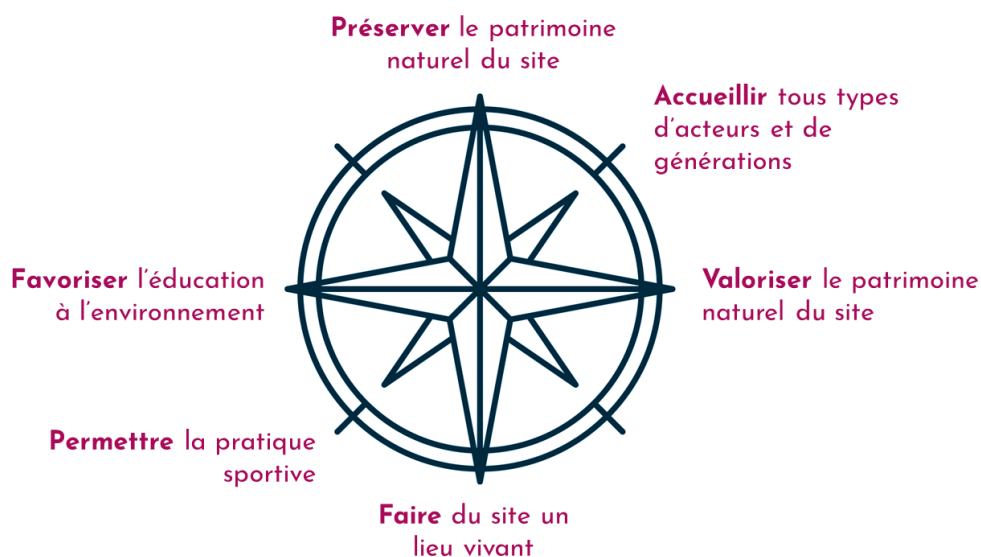 Préserver le patrimoine
naturel du site
Accueillir tous types
d'acteurs et de
générations
Favoriser l'éducation
à l'environnement
Valoriser le patrimoine
naturel du site
Permettre la pratique
sportive
Faire du site un
lieu vivant